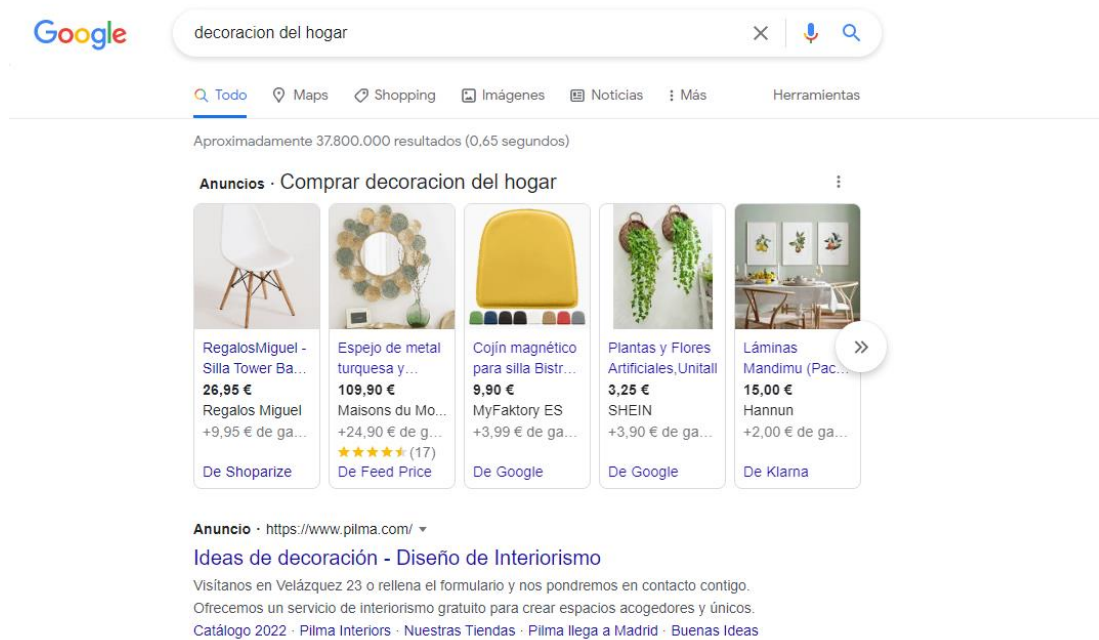 Google
decoracion del hogar
Todo Maps Shopping Imágenes Noticias Más Herramientas
Aproximadamente 37.800.000 resultados (0,65 segundos)
Anuncios · Comprar decoracion del hogar
RegalosMiguel -
Silla Tower Ba...
26,95 €
Regalos Miguel
+9,95 € de ga...
De Shoparize
Espejo de metal
turquesa y...
109,90 €
Maisons du Mo...
+24,90 € de g...
(17)
De Feed Price
Cojín magnético
para silla Bistr...
9,90 €
MyFaktory ES
+3,99 € de ga...
De Google
Plantas y Flores
Artificiales,Unitall
3,25 €
SHEIN
+3,90 € de ga...
De Google
Láminas
Mandimu (Pac...
15,00 €
Hannun
+2,00 € de ga...
De Klarna
Anuncio · https://www.pilma.com/
Ideas de decoración - Diseño de Interiorismo
Visítanos en Velázquez 23 o rellena el formulario y nos pondremos en contacto contigo.
Ofrecemos un servicio de interiorismo gratuito para crear espacios acogedores y únicos.
Catálogo 2022 · Pilma Interiors · Nuestras Tiendas · Pilma llega a Madrid · Buenas Ideas